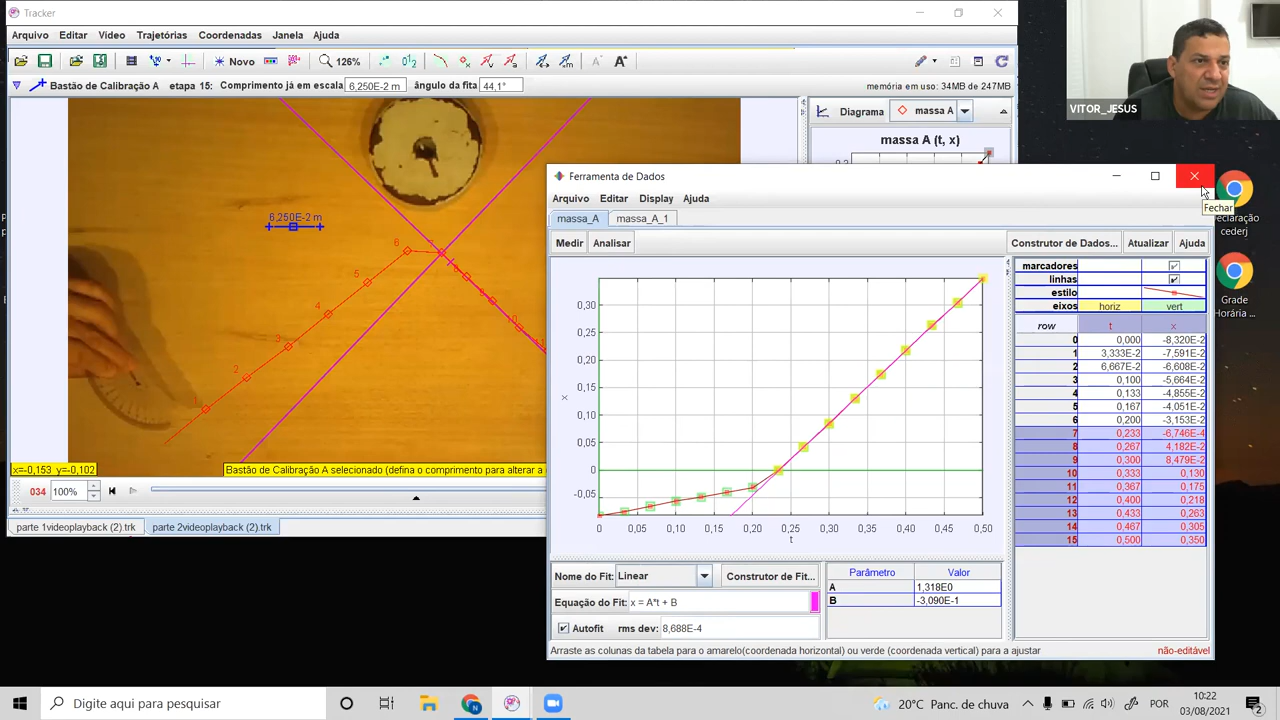 Tracker
Arquivo Editar Vídeo Trajetórias Coordenadas Janela Ajuda
Novo 126%
Bastão de Calibração A etapa 15: Comprimento já em escala 6,250E-2 m ângulo da fita 44,1° memória em uso: 34MB de 247MB
Diagrama massa A
massa A (t, x)
6,250E-2 m
1
2
3
4
5
6
7
8
9
10
x=-0,153 y=-0,102 Bastão de Calibração A selecionado (defina o comprimento para alterar a
034 100%
parte 1videoplayback (2).trk parte 2videoplayback (2).trk
VITOR_JESUS
Ferramenta de Dados
Fechar
Arquivo Editar Display Ajuda
massa_A massa_A_1
Medir Analisar Construtor de Dados... Atualizar Ajuda
0,30
0,25
0,20
0,15
0,10
0,05
0
-0,05
x
0 0,05 0,10 0,15 0,20 0,25 0,30 0,35 0,40 0,45 0,50
t
marcadores
linhas
estilo
eixos horiz vert
row t x
0 0,000 -8,320E-2
1 3,333E-2 -7,591E-2
2 6,667E-2 -6,608E-2
3 0,100 -5,664E-2
4 0,133 -4,855E-2
5 0,167 -4,051E-2
6 0,200 -3,153E-2
7 0,233 -6,746E-4
8 0,267 4,182E-2
9 0,300 8,479E-2
10 0,333 0,130
11 0,367 0,175
12 0,400 0,218
13 0,433 0,263
14 0,467 0,305
15 0,500 0,350
Nome do Fit: Linear Construtor de Fit...
Equação do Fit: x = A*t + B
Autofit rms dev: 8,688E-4
Parâmetro Valor
A 1,318E0
B -3,090E-1
Arraste as colunas da tabela para o amarelo(coordenada horizontal) ou verde (coordenada vertical) para a ajustar não-editável
cederj
Grade
Horária ...
Digite aqui para pesquisar
20°C Panc. de chuva
POR
10:22
03/08/2021
2